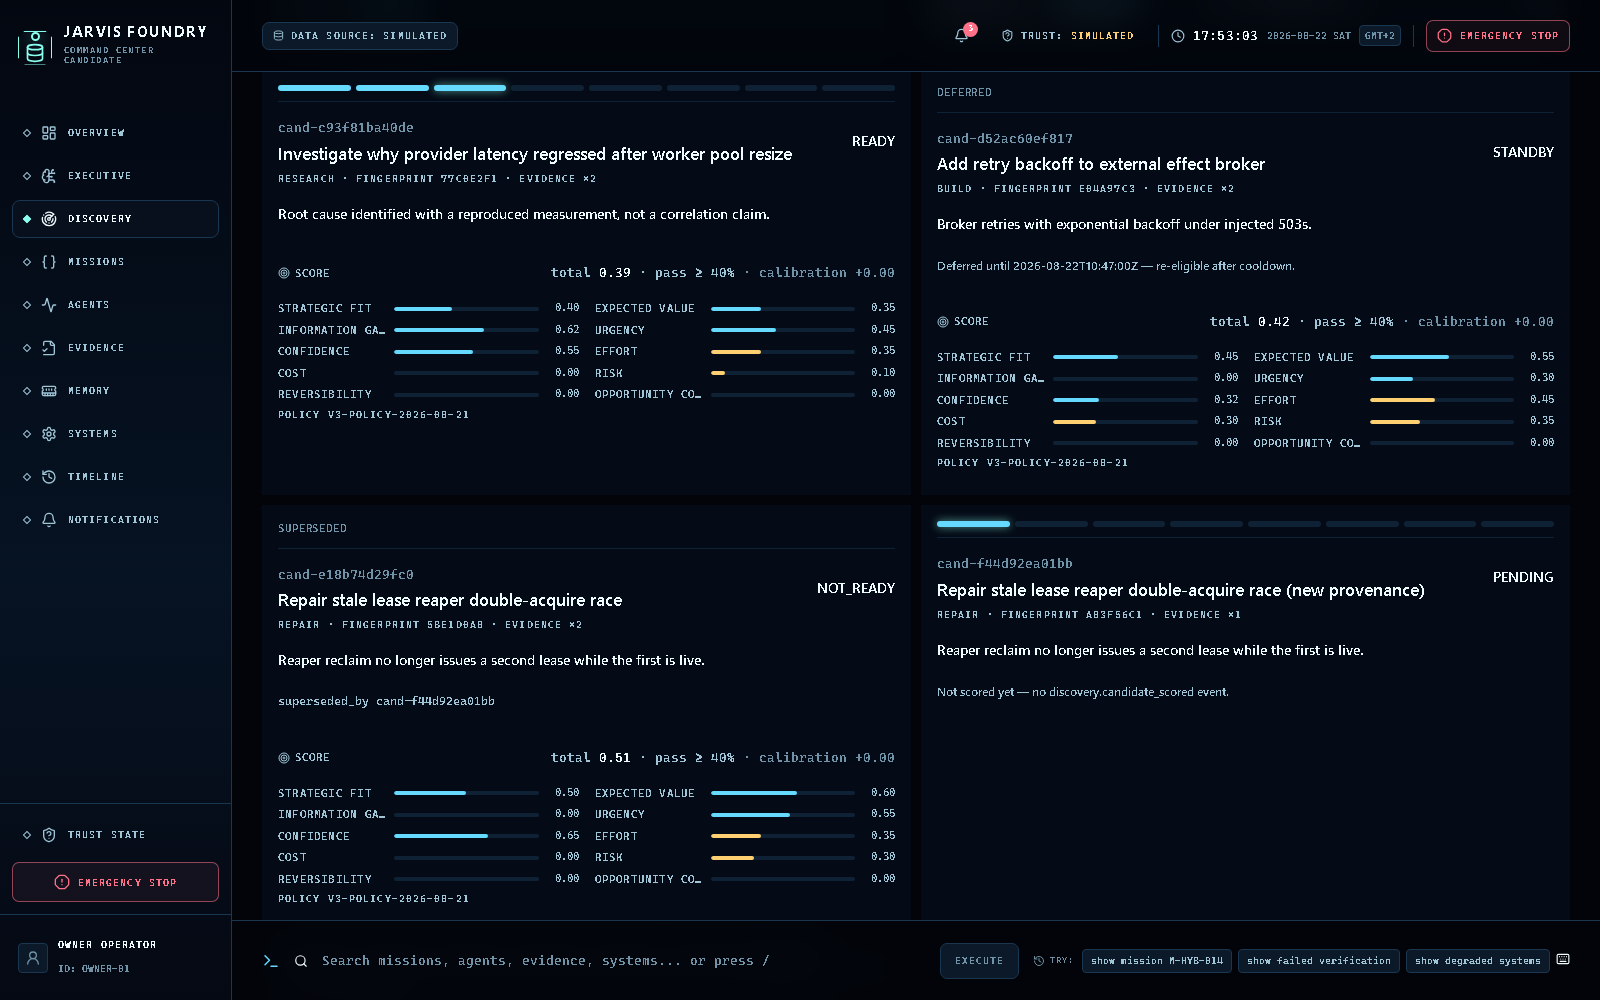 JARVIS FOUNDRY
COMMAND CENTER
CANDIDATE
DATA SOURCE: SIMULATED
3
TRUST: SIMULATED
17:53:03 2026-08-22 SAT GMT+2
EMERGENCY STOP
OVERVIEW
EXECUTIVE
DISCOVERY
MISSIONS
AGENTS
EVIDENCE
MEMORY
SYSTEMS
TIMELINE
NOTIFICATIONS
TRUST STATE
EMERGENCY STOP
OWNER OPERATOR
ID: OWNER-01
cand-c93f81ba40de
READY
Investigate why provider latency regressed after worker pool resize
RESEARCH · FINGERPRINT 77C0E2F1 · EVIDENCE ×2
Root cause identified with a reproduced measurement, not a correlation claim.
SCORE total 0.39 · pass ≥ 40% · calibration +0.00
STRATEGIC FIT 0.40 EXPECTED VALUE 0.35
INFORMATION GA… 0.62 URGENCY 0.45
CONFIDENCE 0.55 EFFORT 0.35
COST 0.00 RISK 0.10
REVERSIBILITY 0.00 OPPORTUNITY CO… 0.00
POLICY V3-POLICY-2026-08-21
DEFERRED
cand-d52ac60ef817
STANDBY
Add retry backoff to external effect broker
BUILD · FINGERPRINT E04A97C3 · EVIDENCE ×2
Broker retries with exponential backoff under injected 503s.
Deferred until 2026-08-22T10:47:00Z — re-eligible after cooldown.
SCORE total 0.42 · pass ≥ 40% · calibration +0.00
STRATEGIC FIT 0.45 EXPECTED VALUE 0.55
INFORMATION GA… 0.00 URGENCY 0.30
CONFIDENCE 0.32 EFFORT 0.45
COST 0.30 RISK 0.35
REVERSIBILITY 0.00 OPPORTUNITY CO… 0.00
POLICY V3-POLICY-2026-08-21
SUPERSEDED
cand-e18b74d29fc0
NOT_READY
Repair stale lease reaper double-acquire race
REPAIR · FINGERPRINT 5BE1D0A8 · EVIDENCE ×2
Reaper reclaim no longer issues a second lease while the first is live.
superseded_by cand-f44d92ea01bb
SCORE total 0.51 · pass ≥ 40% · calibration +0.00
STRATEGIC FIT 0.50 EXPECTED VALUE 0.60
INFORMATION GA… 0.00 URGENCY 0.55
CONFIDENCE 0.65 EFFORT 0.35
COST 0.00 RISK 0.30
REVERSIBILITY 0.00 OPPORTUNITY CO… 0.00
POLICY V3-POLICY-2026-08-21
cand-f44d92ea01bb
PENDING
Repair stale lease reaper double-acquire race (new provenance)
REPAIR · FINGERPRINT A83F56C1 · EVIDENCE ×1
Reaper reclaim no longer issues a second lease while the first is live.
Not scored yet — no discovery.candidate_scored event.
Search missions, agents, evidence, systems... or press /
EXECUTE
TRY: show mission M-HYB-014 show failed verification show degraded systems